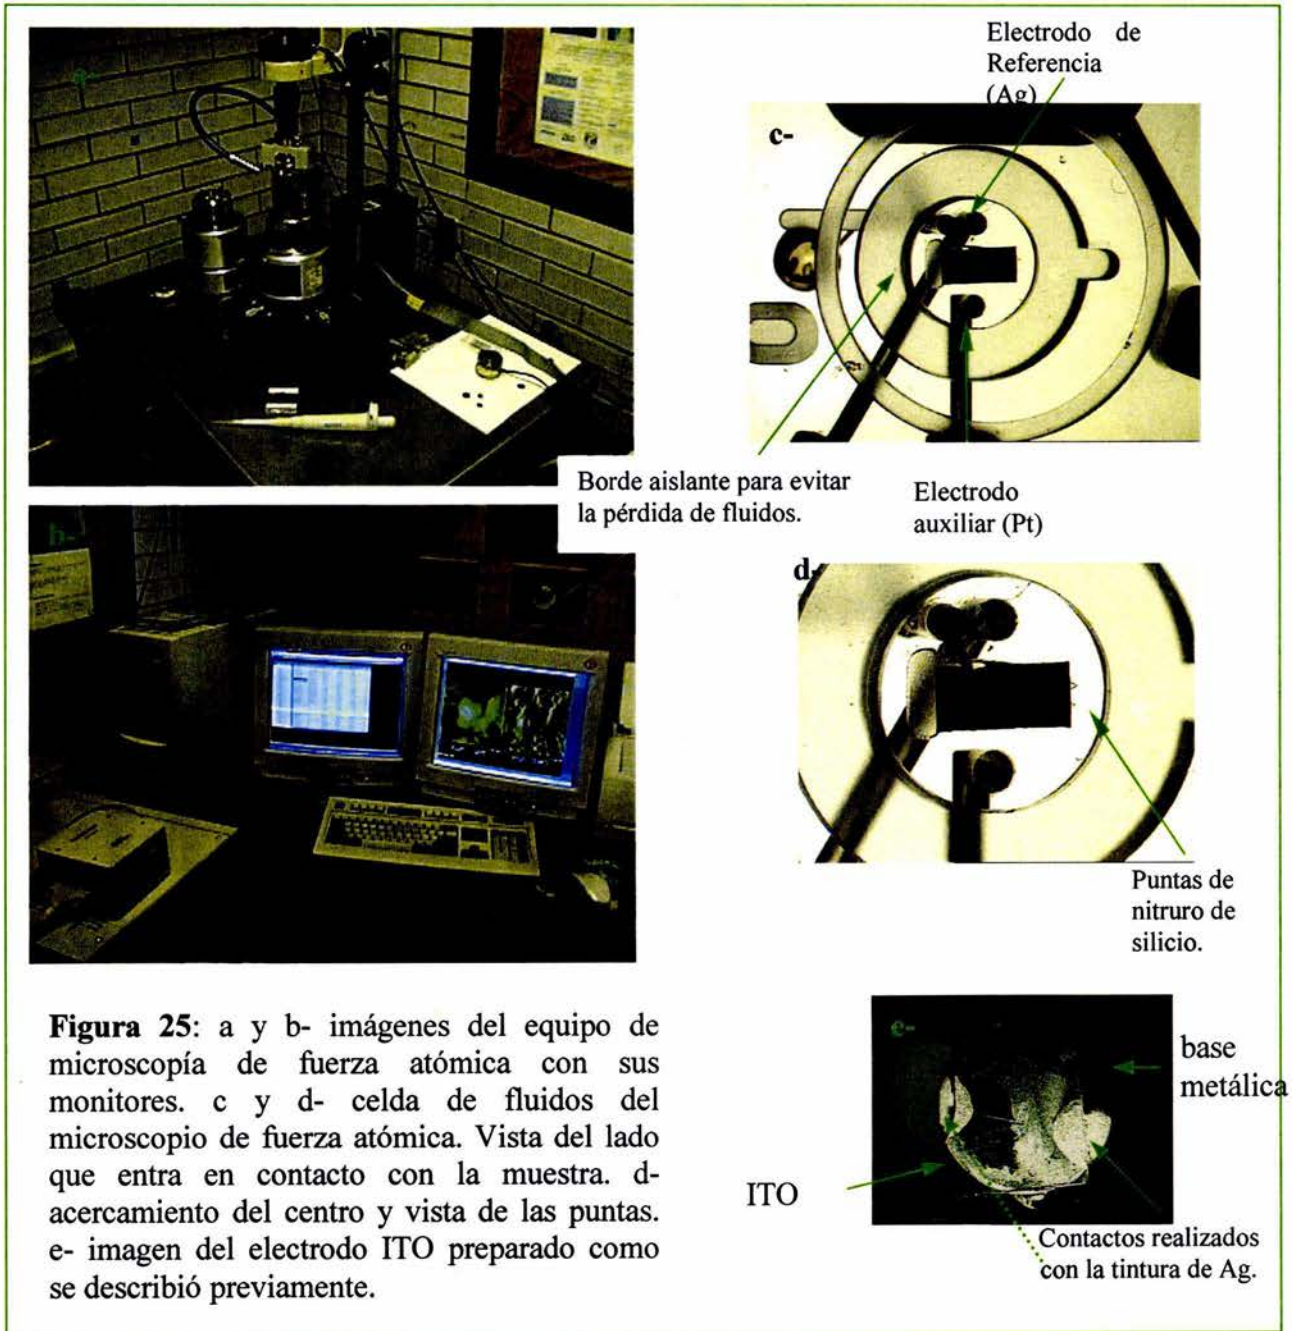 Electrodo de
Referencia
(Ag)
c-
Borde aislante para evitar
la pérdida de fluidos.
Electrodo
auxiliar (Pt)
b-
d-
Puntas de
nitruro de
silicio.
Figura 25: a y b- imágenes del equipo de
microscopía de fuerza atómica con sus
monitores. c y d- celda de fluidos del
microscopio de fuerza atómica. Vista del lado
que entra en contacto con la muestra. d-
acercamiento del centro y vista de las puntas.
e- imagen del electrodo ITO preparado como
se describió previamente.
e-
base
metálica
ITO
Contactos realizados
con la tintura de Ag.